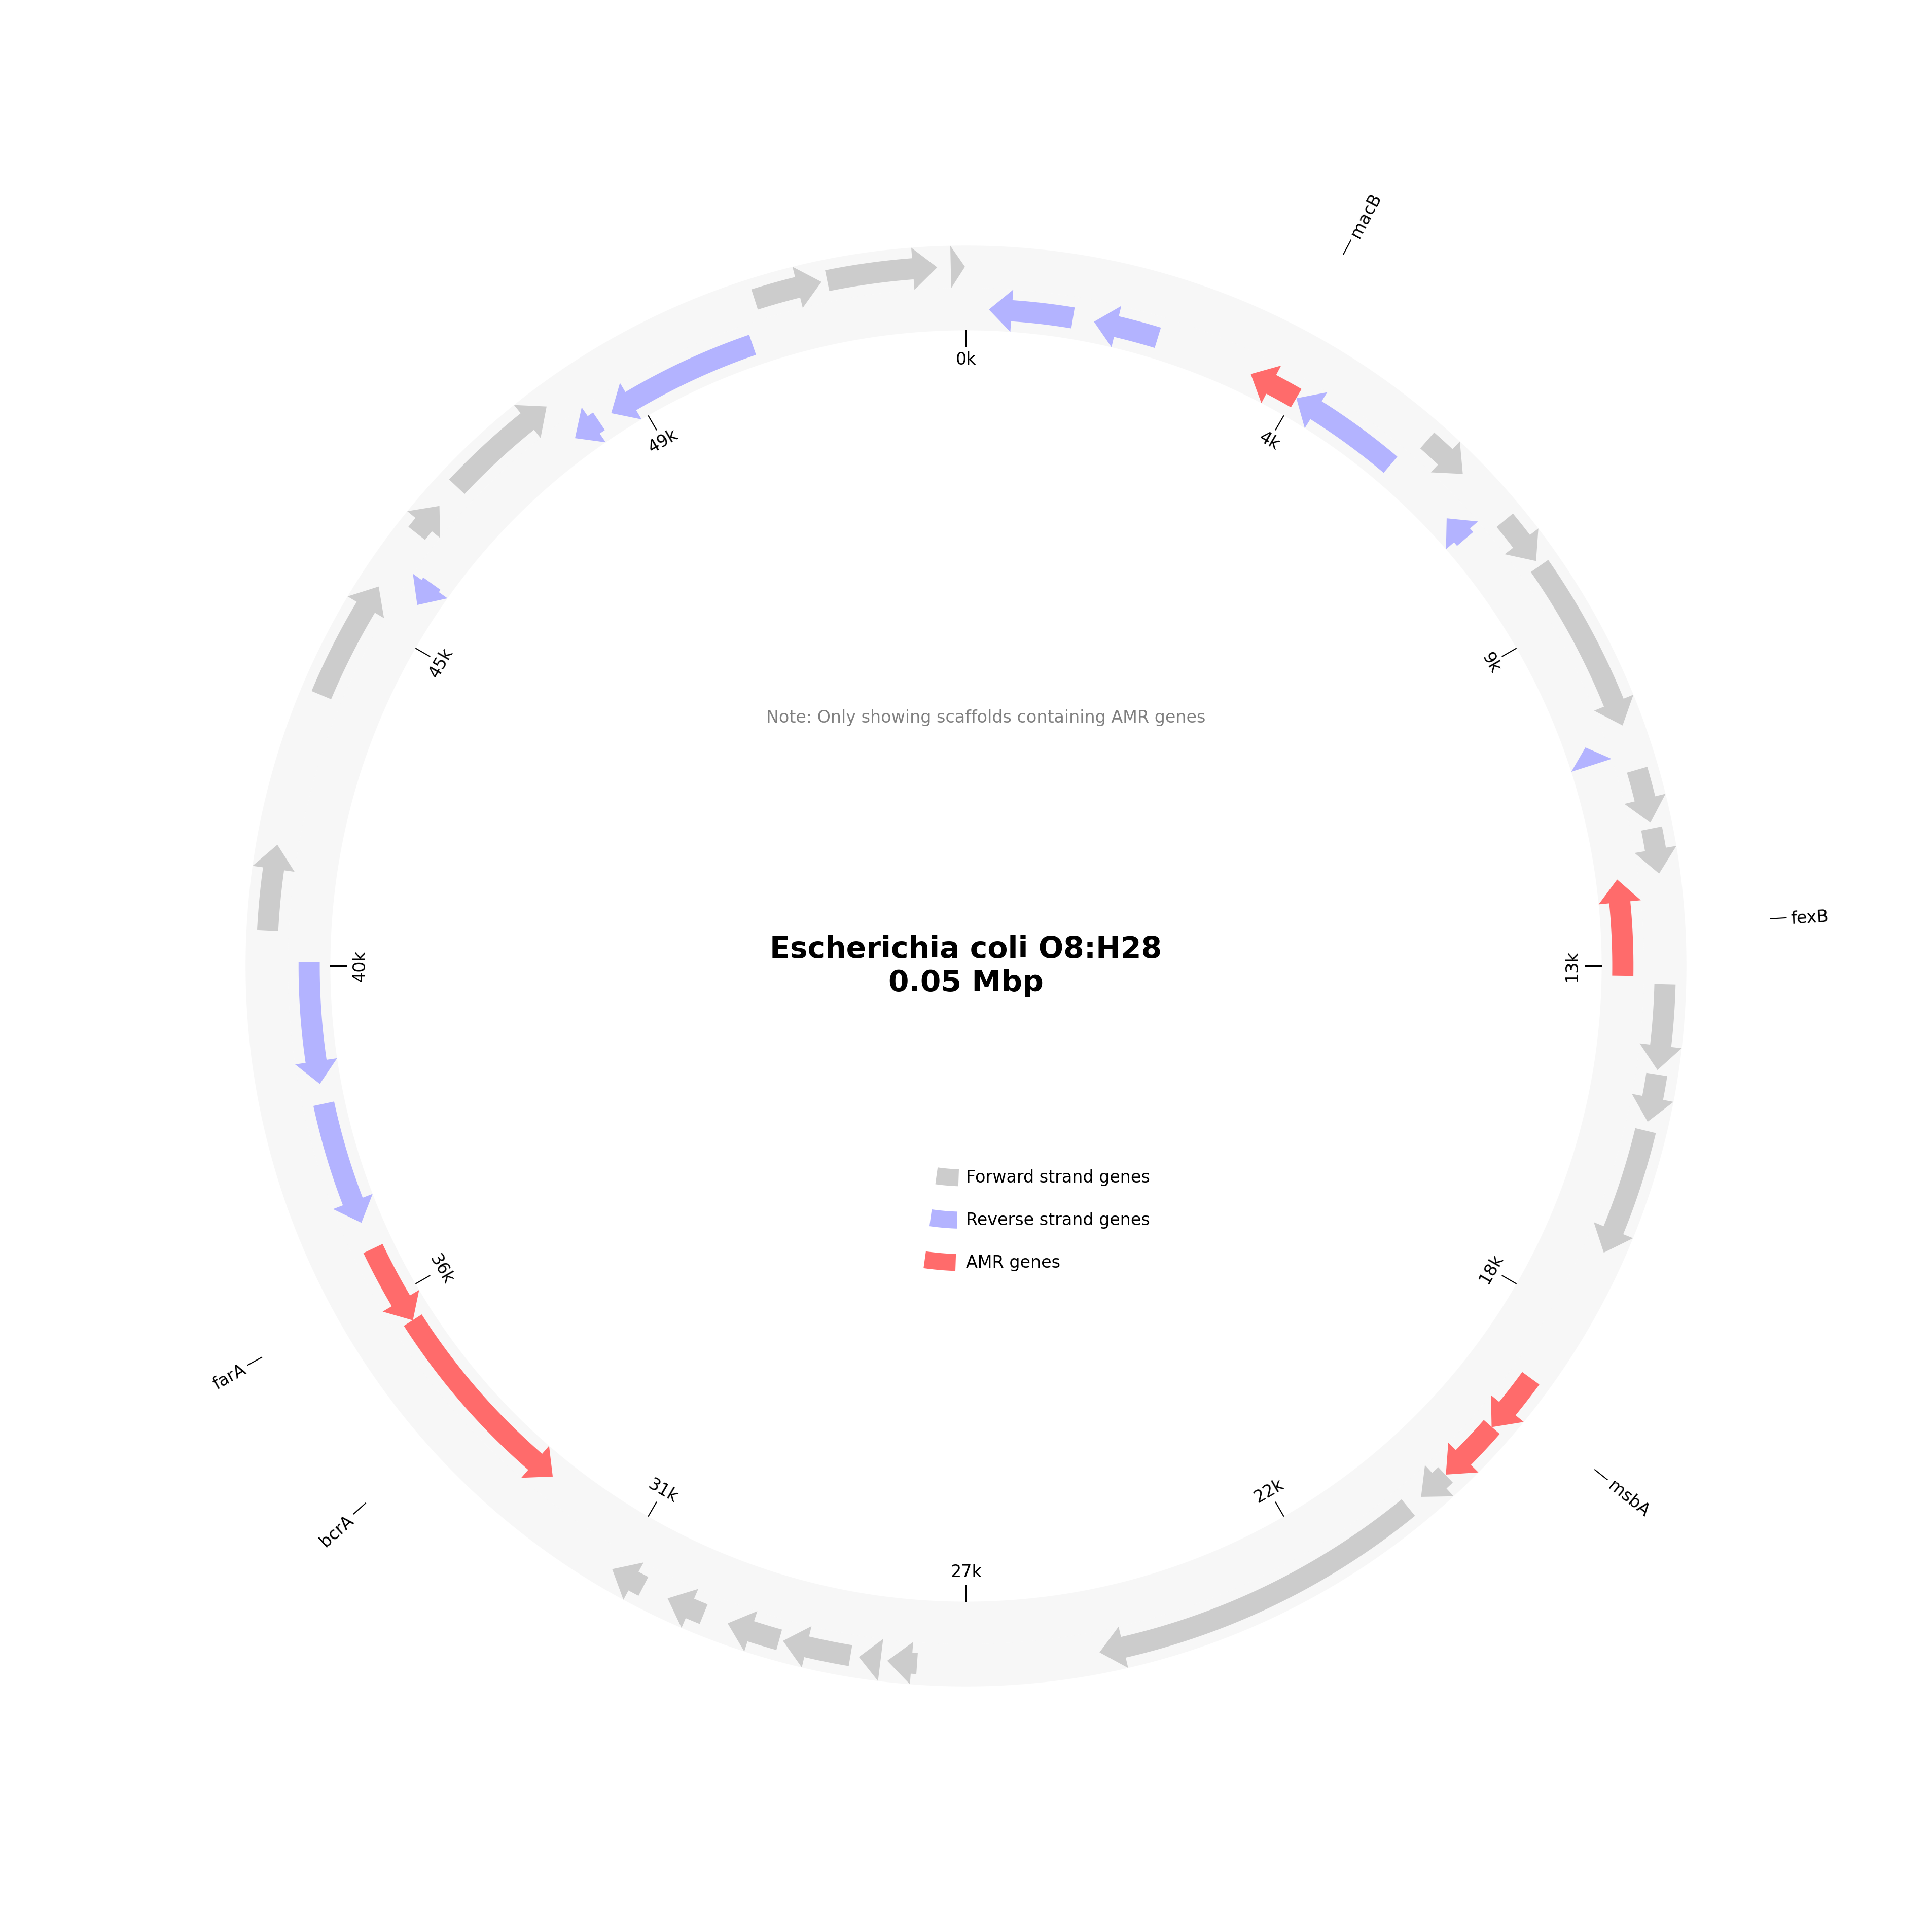 macB
0k
4k
49k
9k
45k
Note: Only showing scaffolds containing AMR genes
fexB
Escherichia coli O8:H28
0.05 Mbp
13k
40k
Forward strand genes
Reverse strand genes
AMR genes
18k
36k
farA
22k
31k
msbA
bcrA
27k